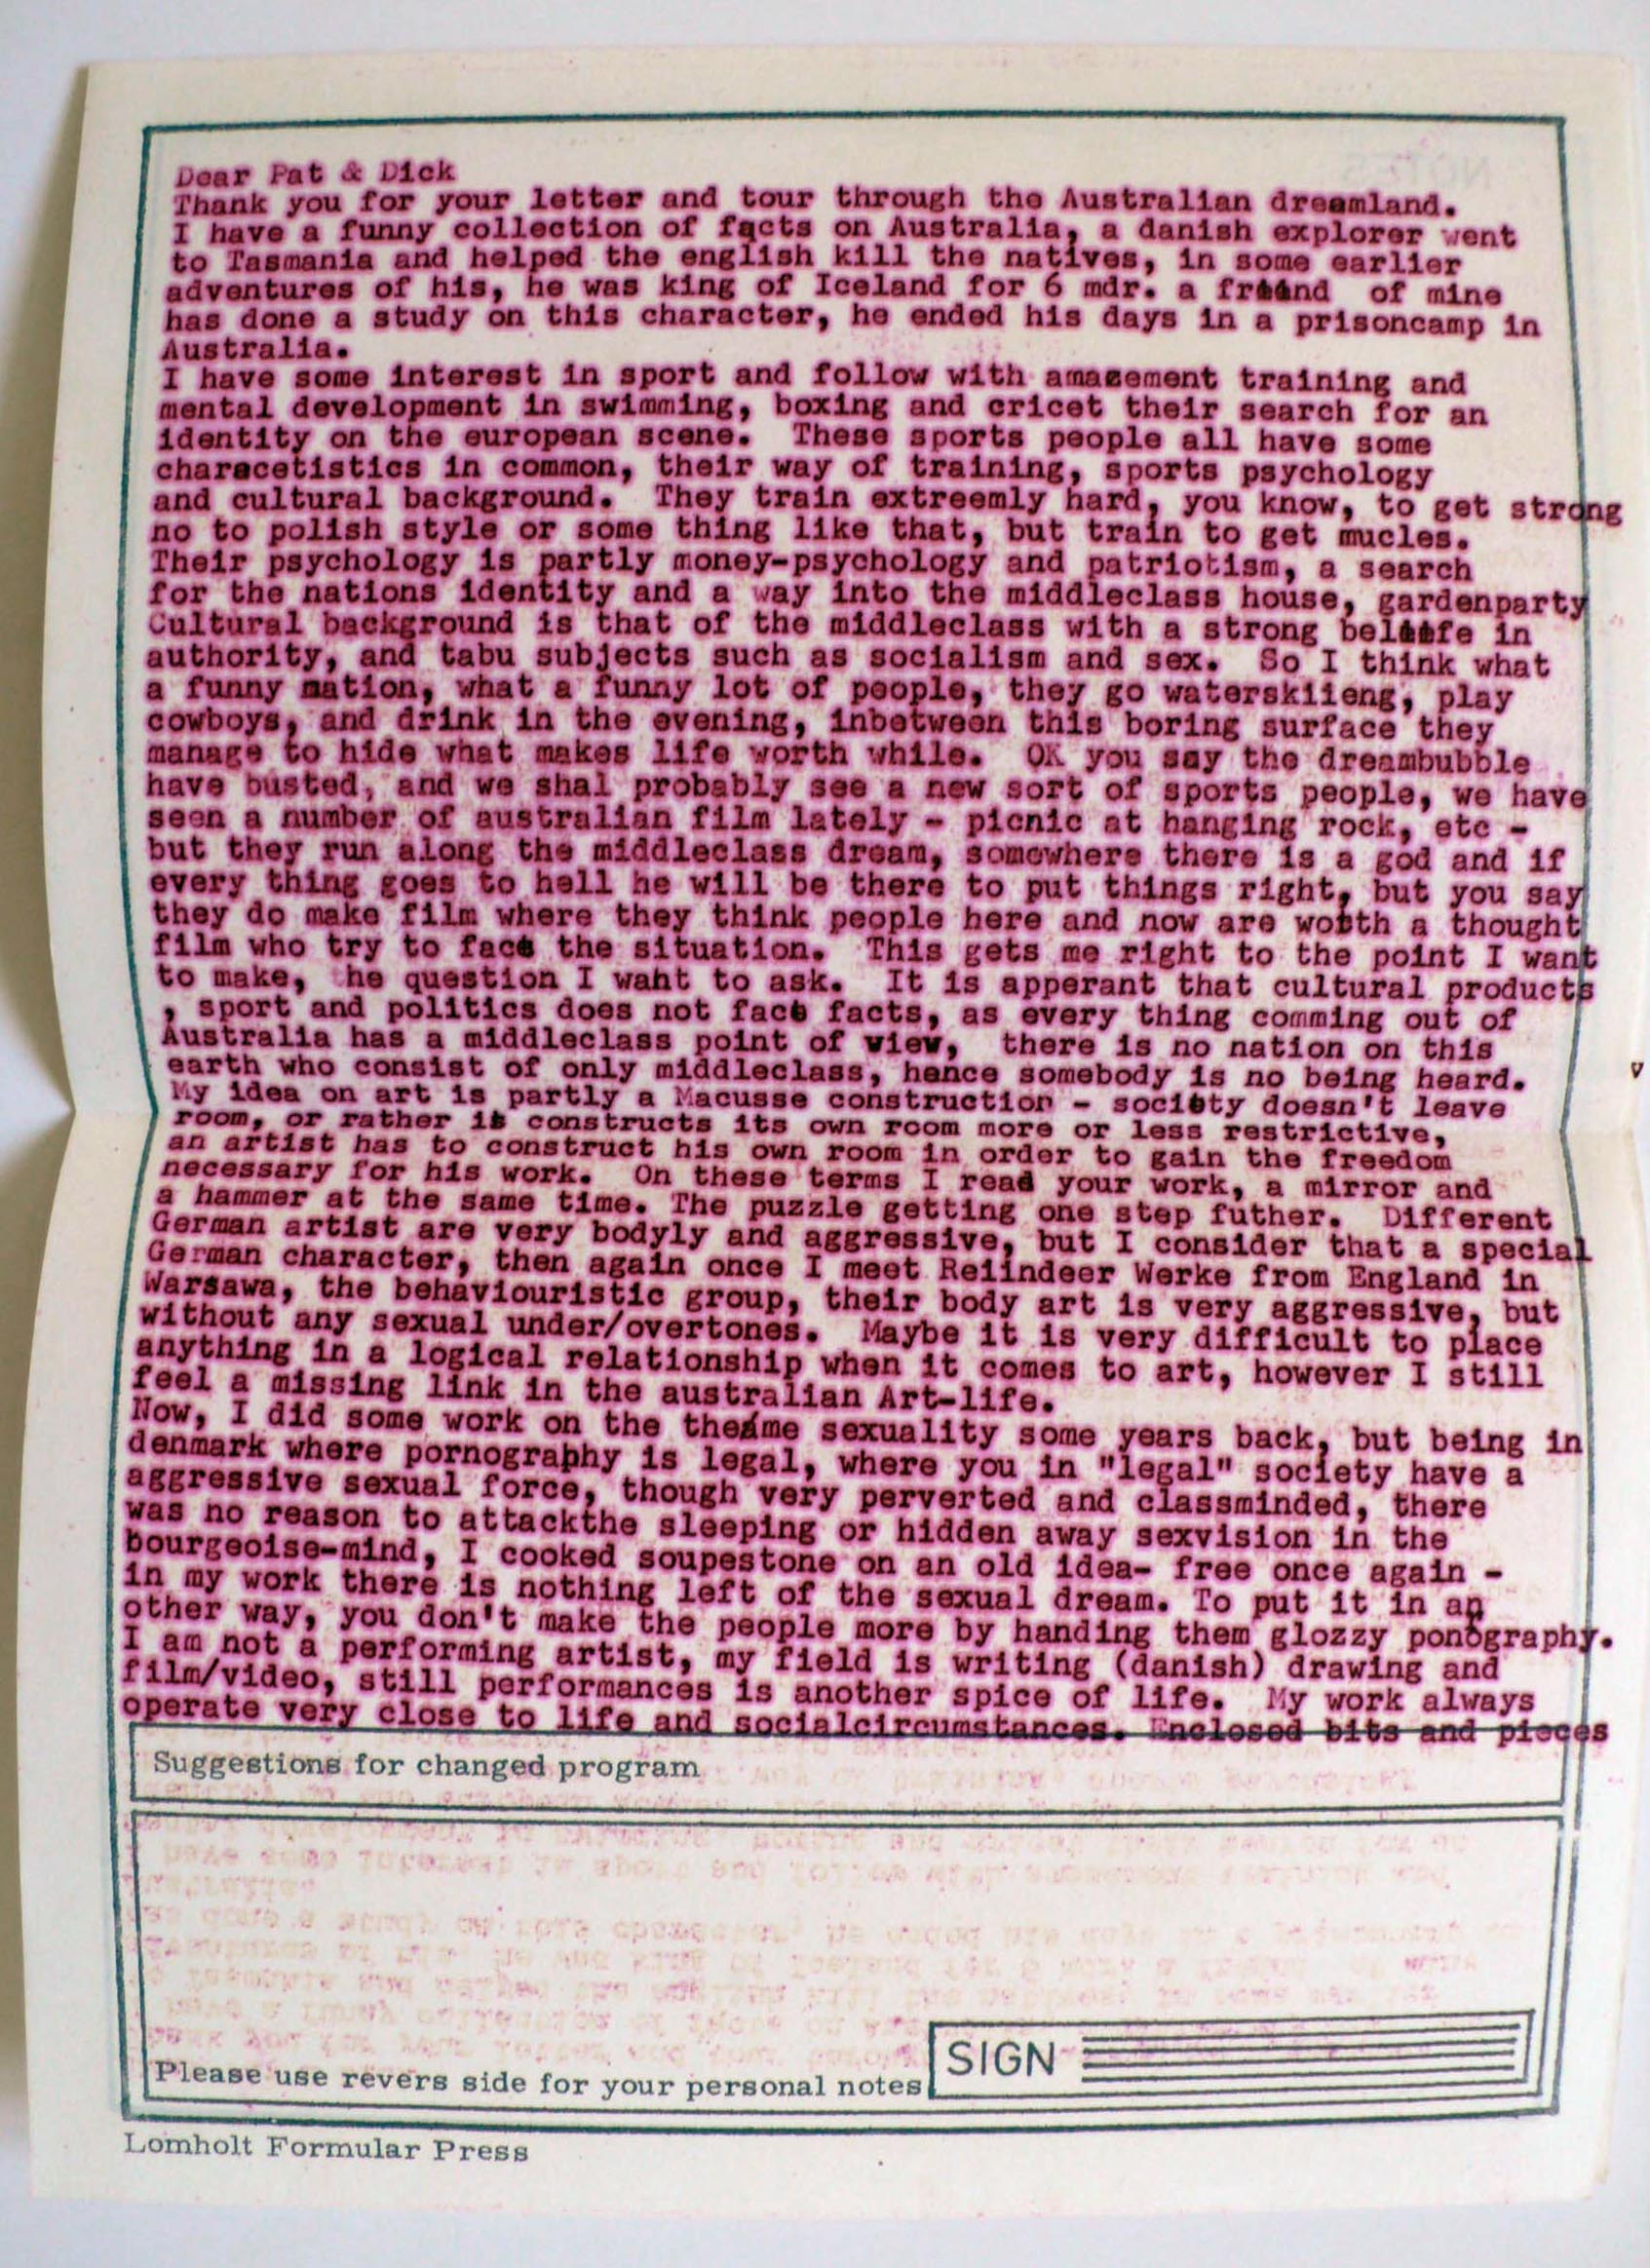 Dear Pat & Dick
Thank you for your letter and tour through the Australian dreamland.
I have a funny collection of facts on Australia, a danish explorer went
to Tasmania and helped the english kill the natives, in some earlier
adventures of his, he was king of Iceland for 6 mdr. a friend of mine
has done a study on this character, he ended his days in a prisoncamp in
Australia.
I have some interest in sport and follow with amazement training and
mental development in swimming, boxing and cricet their search for an
identity on the european scene. These sports people all have some
charecetistics in common, their way of training, sports psychology
and cultural background. They train extreemly hard, you know, to get strong
no to polish style or some thing like that, but train to get mucles.
Their psychology is partly money-psychology and patriotism, a search
for the nations identity and a way into the middleclass house, gardenparty
Cultural background is that of the middleclass with a strong beleife in
authority, and tabu subjects such as socialism and sex. So I think what
a funny nation, what a funny lot of people, they go waterskiieng, play
cowboys, and drink in the evening, inbetween this boring surface they
manage to hide what makes life worth while. OK you say the dreambubble
have busted, and we shal probably see a new sort of sports people, we have
seen a number of australian film lately - picnic at hanging rock, etc -
but they run along the middleclass dream, somewhere there is a god and if
every thing goes to hell he will be there to put things right, but you say
they do make film where they think people here and now are worth a thought
film who try to face the situation. This gets me right to the point I want
to make, he question I waht to ask. It is apperant that cultural products
, sport and politics does not face facts, as every thing comming out of
Australia has a middleclass point of view, there is no nation on this
earth who consist of only middleclass, hence somebody is no being heard.
v
My idea on art is partly a Macusse construction - society doesn't leave
room, or rather it constructs its own room more or less restrictive,
an artist has to construct his own room in order to gain the freedom
necessary for his work. On these terms I read your work, a mirror and
a hammer at the same time. The puzzle getting one step futher. Different
German artist are very bodyly and aggressive, but I consider that a special
German character, then again once I meet Reiindeer Werke from England in
Warsawa, the behaviouristic group, their body art is very aggressive, but
without any sexual under/overtones. Maybe it is very difficult to place
anything in a logical relationship when it comes to art, however I still
feel a missing link in the australian Art-life.
Now, I did some work on the theme sexuality some years back, but being in
denmark where pornography is legal, where you in "legal" society have a
aggressive sexual force, though very perverted and classminded, there
was no reason to attackthe sleeping or hidden away sexvision in the
bourgeoise-mind, I cooked soupestone on an old idea- free once again -
in my work there is nothing left of the sexual dream. To put it in an
other way, you don't make the people more by handing them glozzy ponography.
I am not a performing artist, my field is writing (danish) drawing and
film/video, still performances is another spice of life. My work always
operate very close to life and socialcircumstances. Enclosed bits and pieces
Suggestions for changed program
SIGN
Please use revers side for your personal notes
Lomholt Formular Press